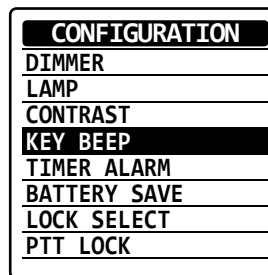 CONFIGURATION
DIMMER
LAMP
CONTRAST
KEY BEEP
TIMER ALARM
BATTERY SAVE
LOCK SELECT
PTT LOCK